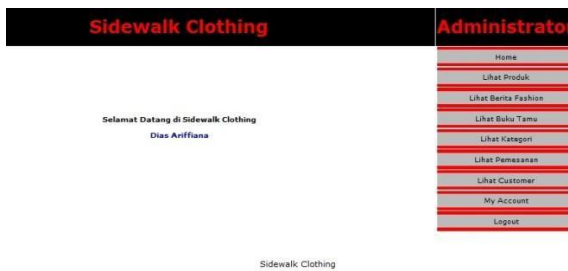 Sidewalk Clothing
Administrato
Home
Lihat Produk
Lihat Berita Fashion
Lihat Buku Tamu
Lihat Kategori
Lihat Pemesanan
Lihat Customer
My Account
Logout
Selamat Datang di Sidewalk Clothing
Dias Ariffiana
Sidewalk Clothing